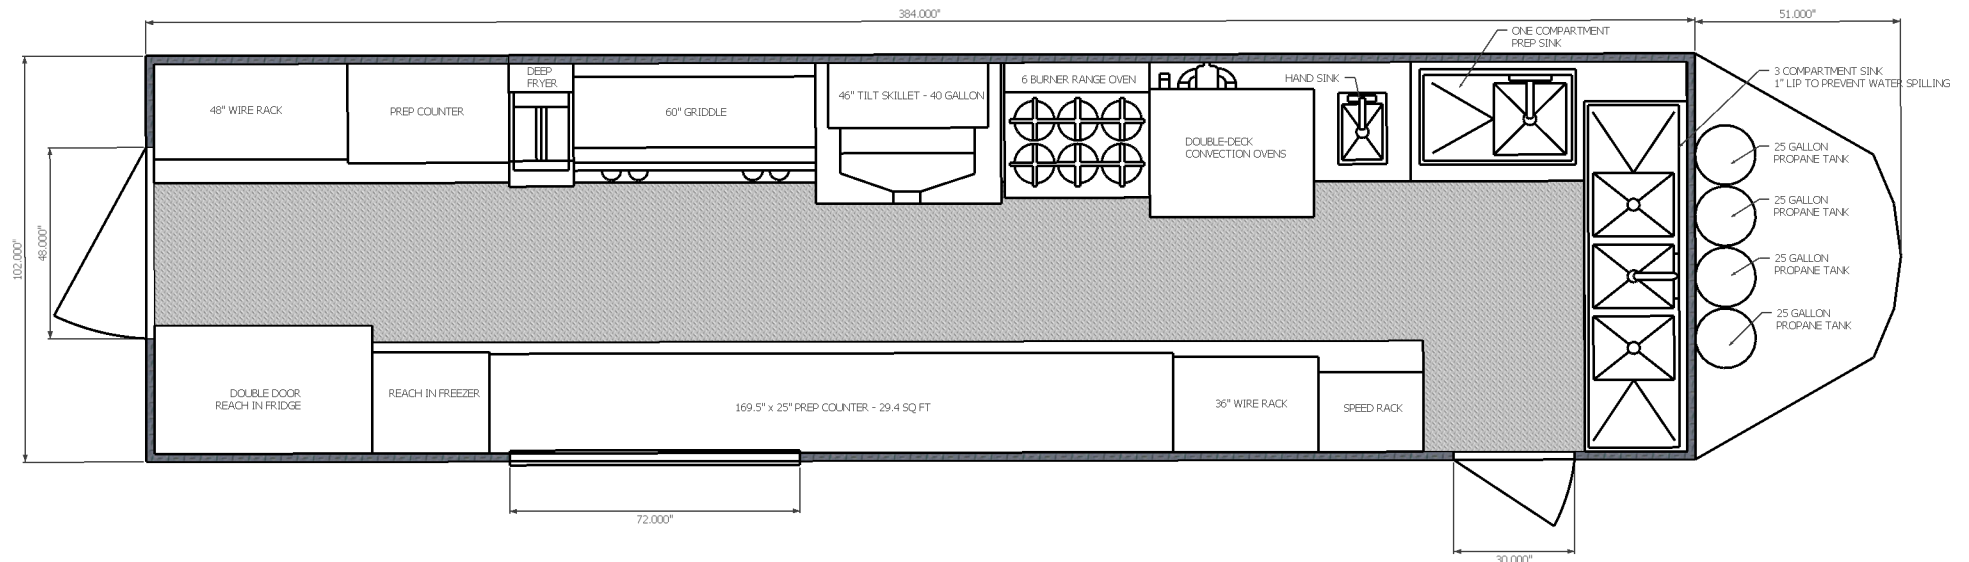 384.000"
51.000"
ONE COMPARTMENT
PREP SINK
DEEP
FRYER
6 BURNER RANGE OVEN
HAND SINK
3 COMPARTMENT SINK
1" LIP TO PREVENT WATER SPILLING
48" WIRE RACK
PREP COUNTER
60" GRIDDLE
46" TILT SKILLET - 40 GALLON
DOUBLE-DECK
CONVECTION OVENS
25 GALLON
PROPANE TANK
25 GALLON
PROPANE TANK
25 GALLON
PROPANE TANK
25 GALLON
PROPANE TANK
102.000"
48.000"
DOUBLE DOOR
REACH IN FRIDGE
REACH IN FREEZER
169.5" x 25" PREP COUNTER - 29.4 SQ FT
36" WIRE RACK
SPEED RACK
72.000"
30.000"